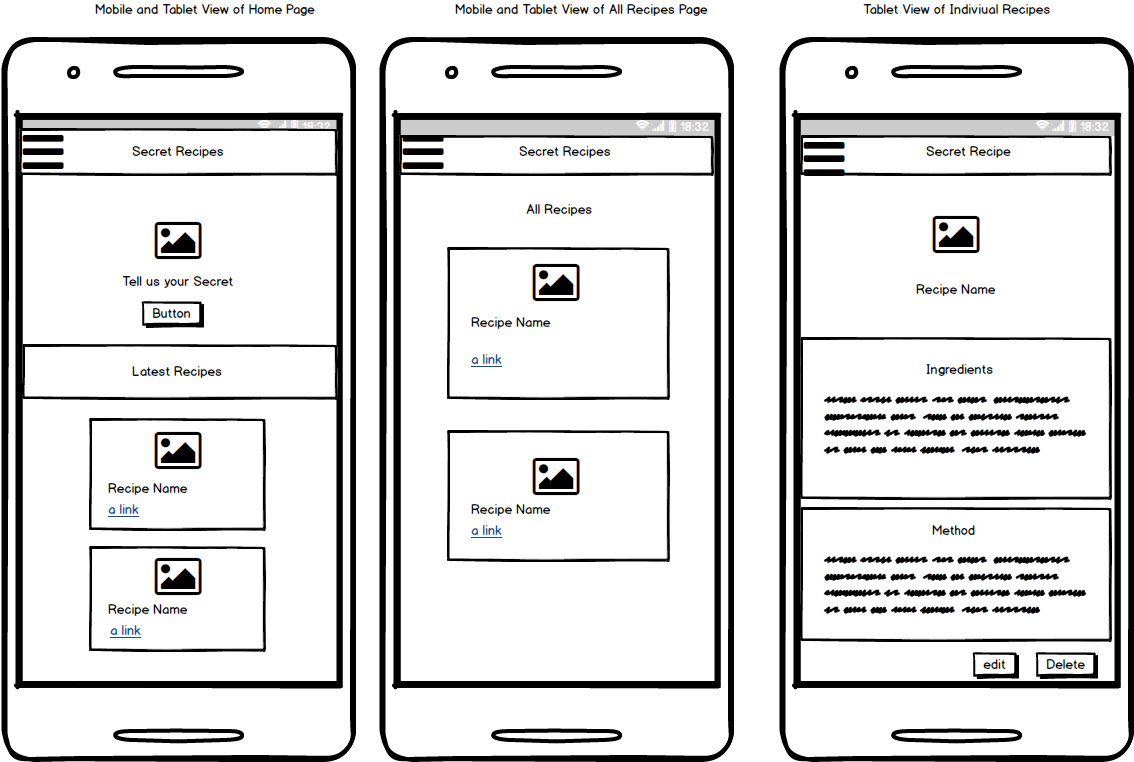 Mobile and Tablet View of Home Page
18:32
Secret Recipes
Tell us your Secret
Button
Latest Recipes
Recipe Name
a link
Recipe Name
a link
Mobile and Tablet View of All Recipes Page
18:32
Secret Recipes
All Recipes
Recipe Name
a link
Recipe Name
a link
Tablet View of Indiviual Recipes
18:32
Secret Recipe
Recipe Name
Ingredients
Method
edit
Delete